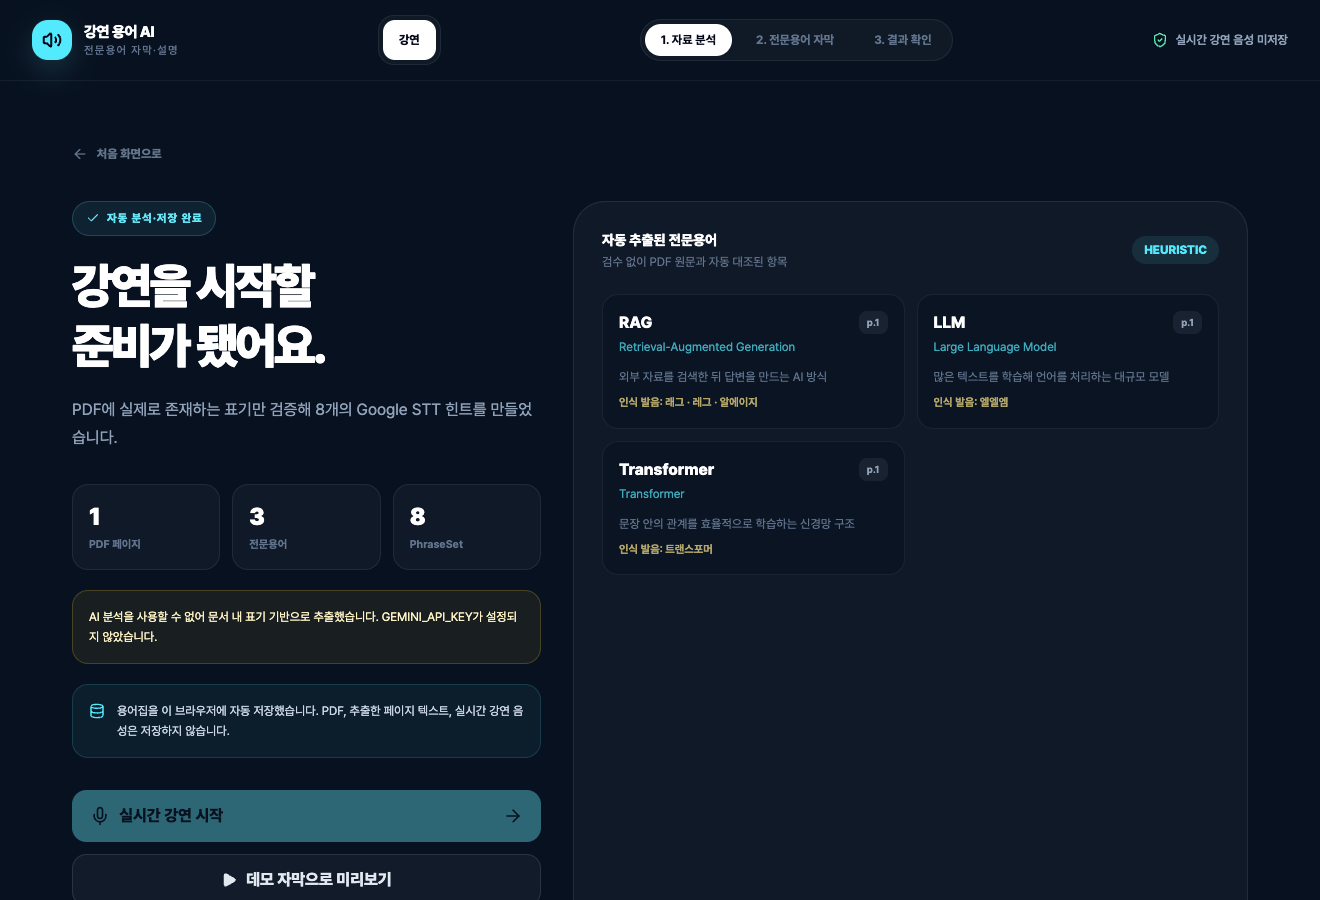 강연 용어 AI
전문용어 자막·설명
강연
1. 자료 분석
2. 전문용어 자막
3. 결과 확인
실시간 강연 음성 미저장
처음 화면으로
자동 분석·저장 완료
강연을 시작할
준비가 됐어요.
PDF에 실제로 존재하는 표기만 검증해 8개의 Google STT 힌트를 만들었
습니다.
1
PDF 페이지
3
전문용어
8
PhraseSet
AI 분석을 사용할 수 없어 문서 내 표기 기반으로 추출했습니다. GEMINI_API_KEY가 설정되
지 않았습니다.
용어집을 이 브라우저에 자동 저장했습니다. PDF, 추출한 페이지 텍스트, 실시간 강연 음
성은 저장하지 않습니다.
실시간 강연 시작
데모 자막으로 미리보기
자동 추출된 전문용어
검수 없이 PDF 원문과 자동 대조된 항목
HEURISTIC
RAG
p.1
Retrieval-Augmented Generation
외부 자료를 검색한 뒤 답변을 만드는 AI 방식
인식 발음: 래그 · 레그 · 알에이지
LLM
p.1
Large Language Model
많은 텍스트를 학습해 언어를 처리하는 대규모 모델
인식 발음: 엘엘엠
Transformer
p.1
Transformer
문장 안의 관계를 효율적으로 학습하는 신경망 구조
인식 발음: 트랜스포머